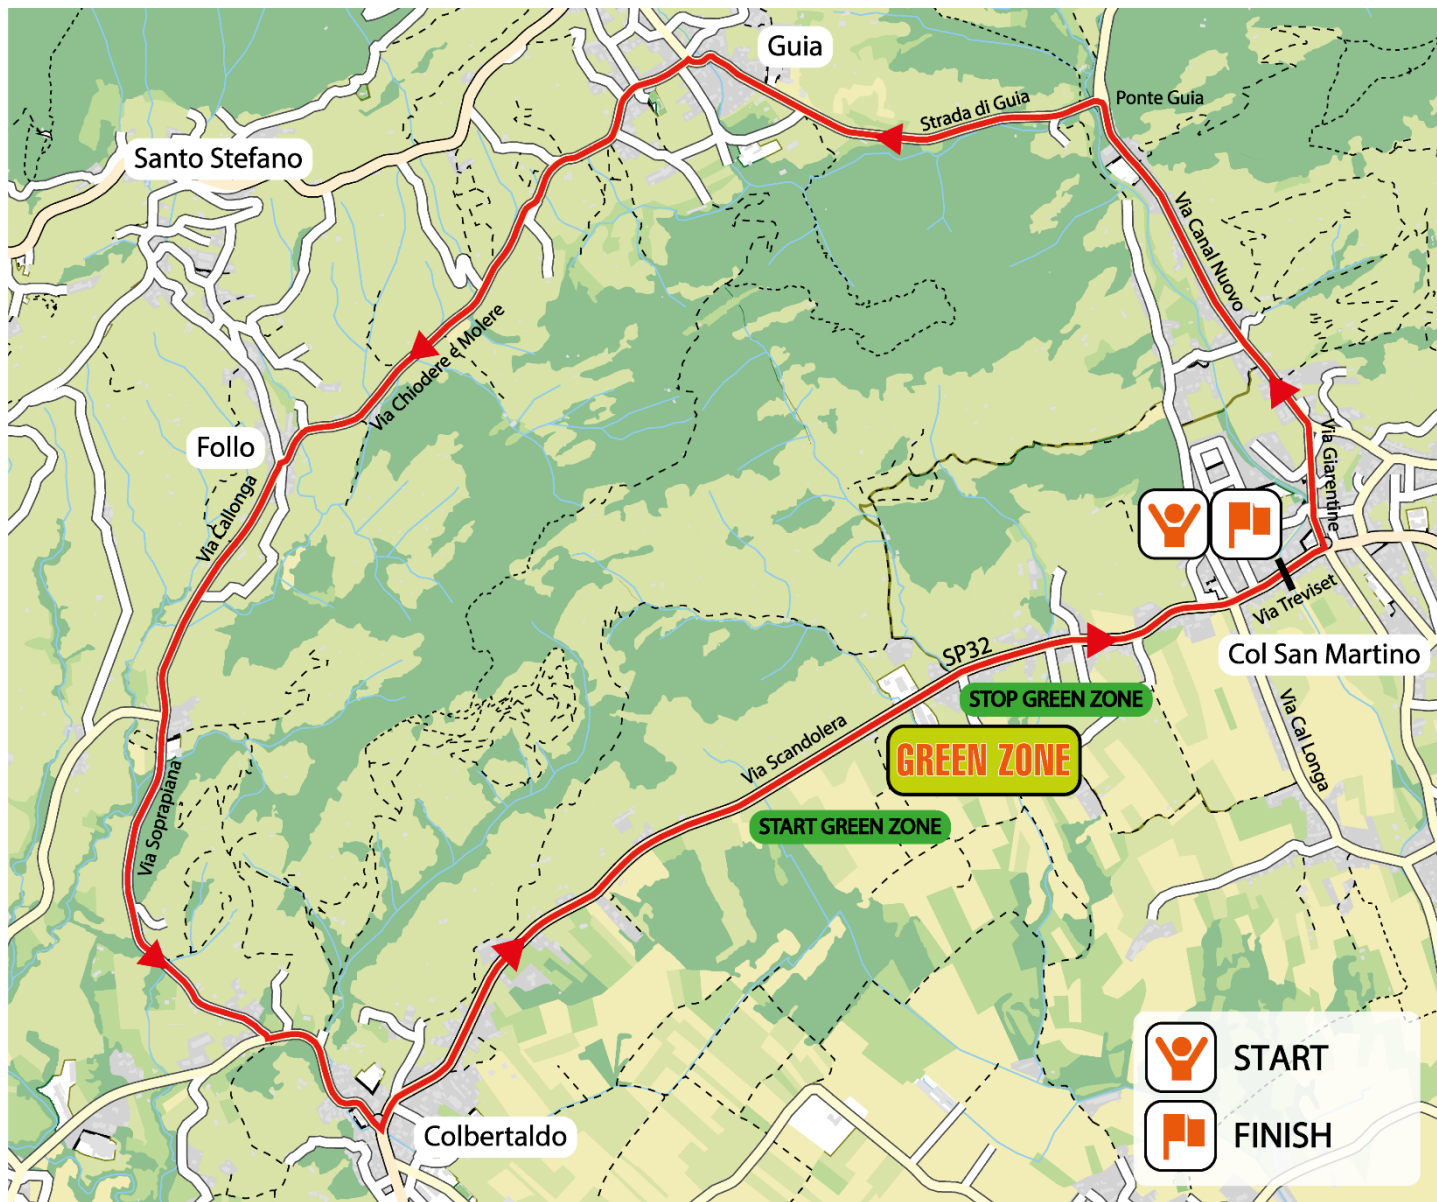 Guia
Ponte Guia
Strada di Guia
Santo Stefano
Via Canal Nuovo
Via Chiodere e Molere
Follo
Via Callonga
Via Giarentine
Via Treviset
SP32
Col San Martino
STOP GREEN ZONE
Via Cal Longa
Via Scandolera
GREEN ZONE
START GREEN ZONE
Via Soprapiana
Colbertaldo
START
FINISH